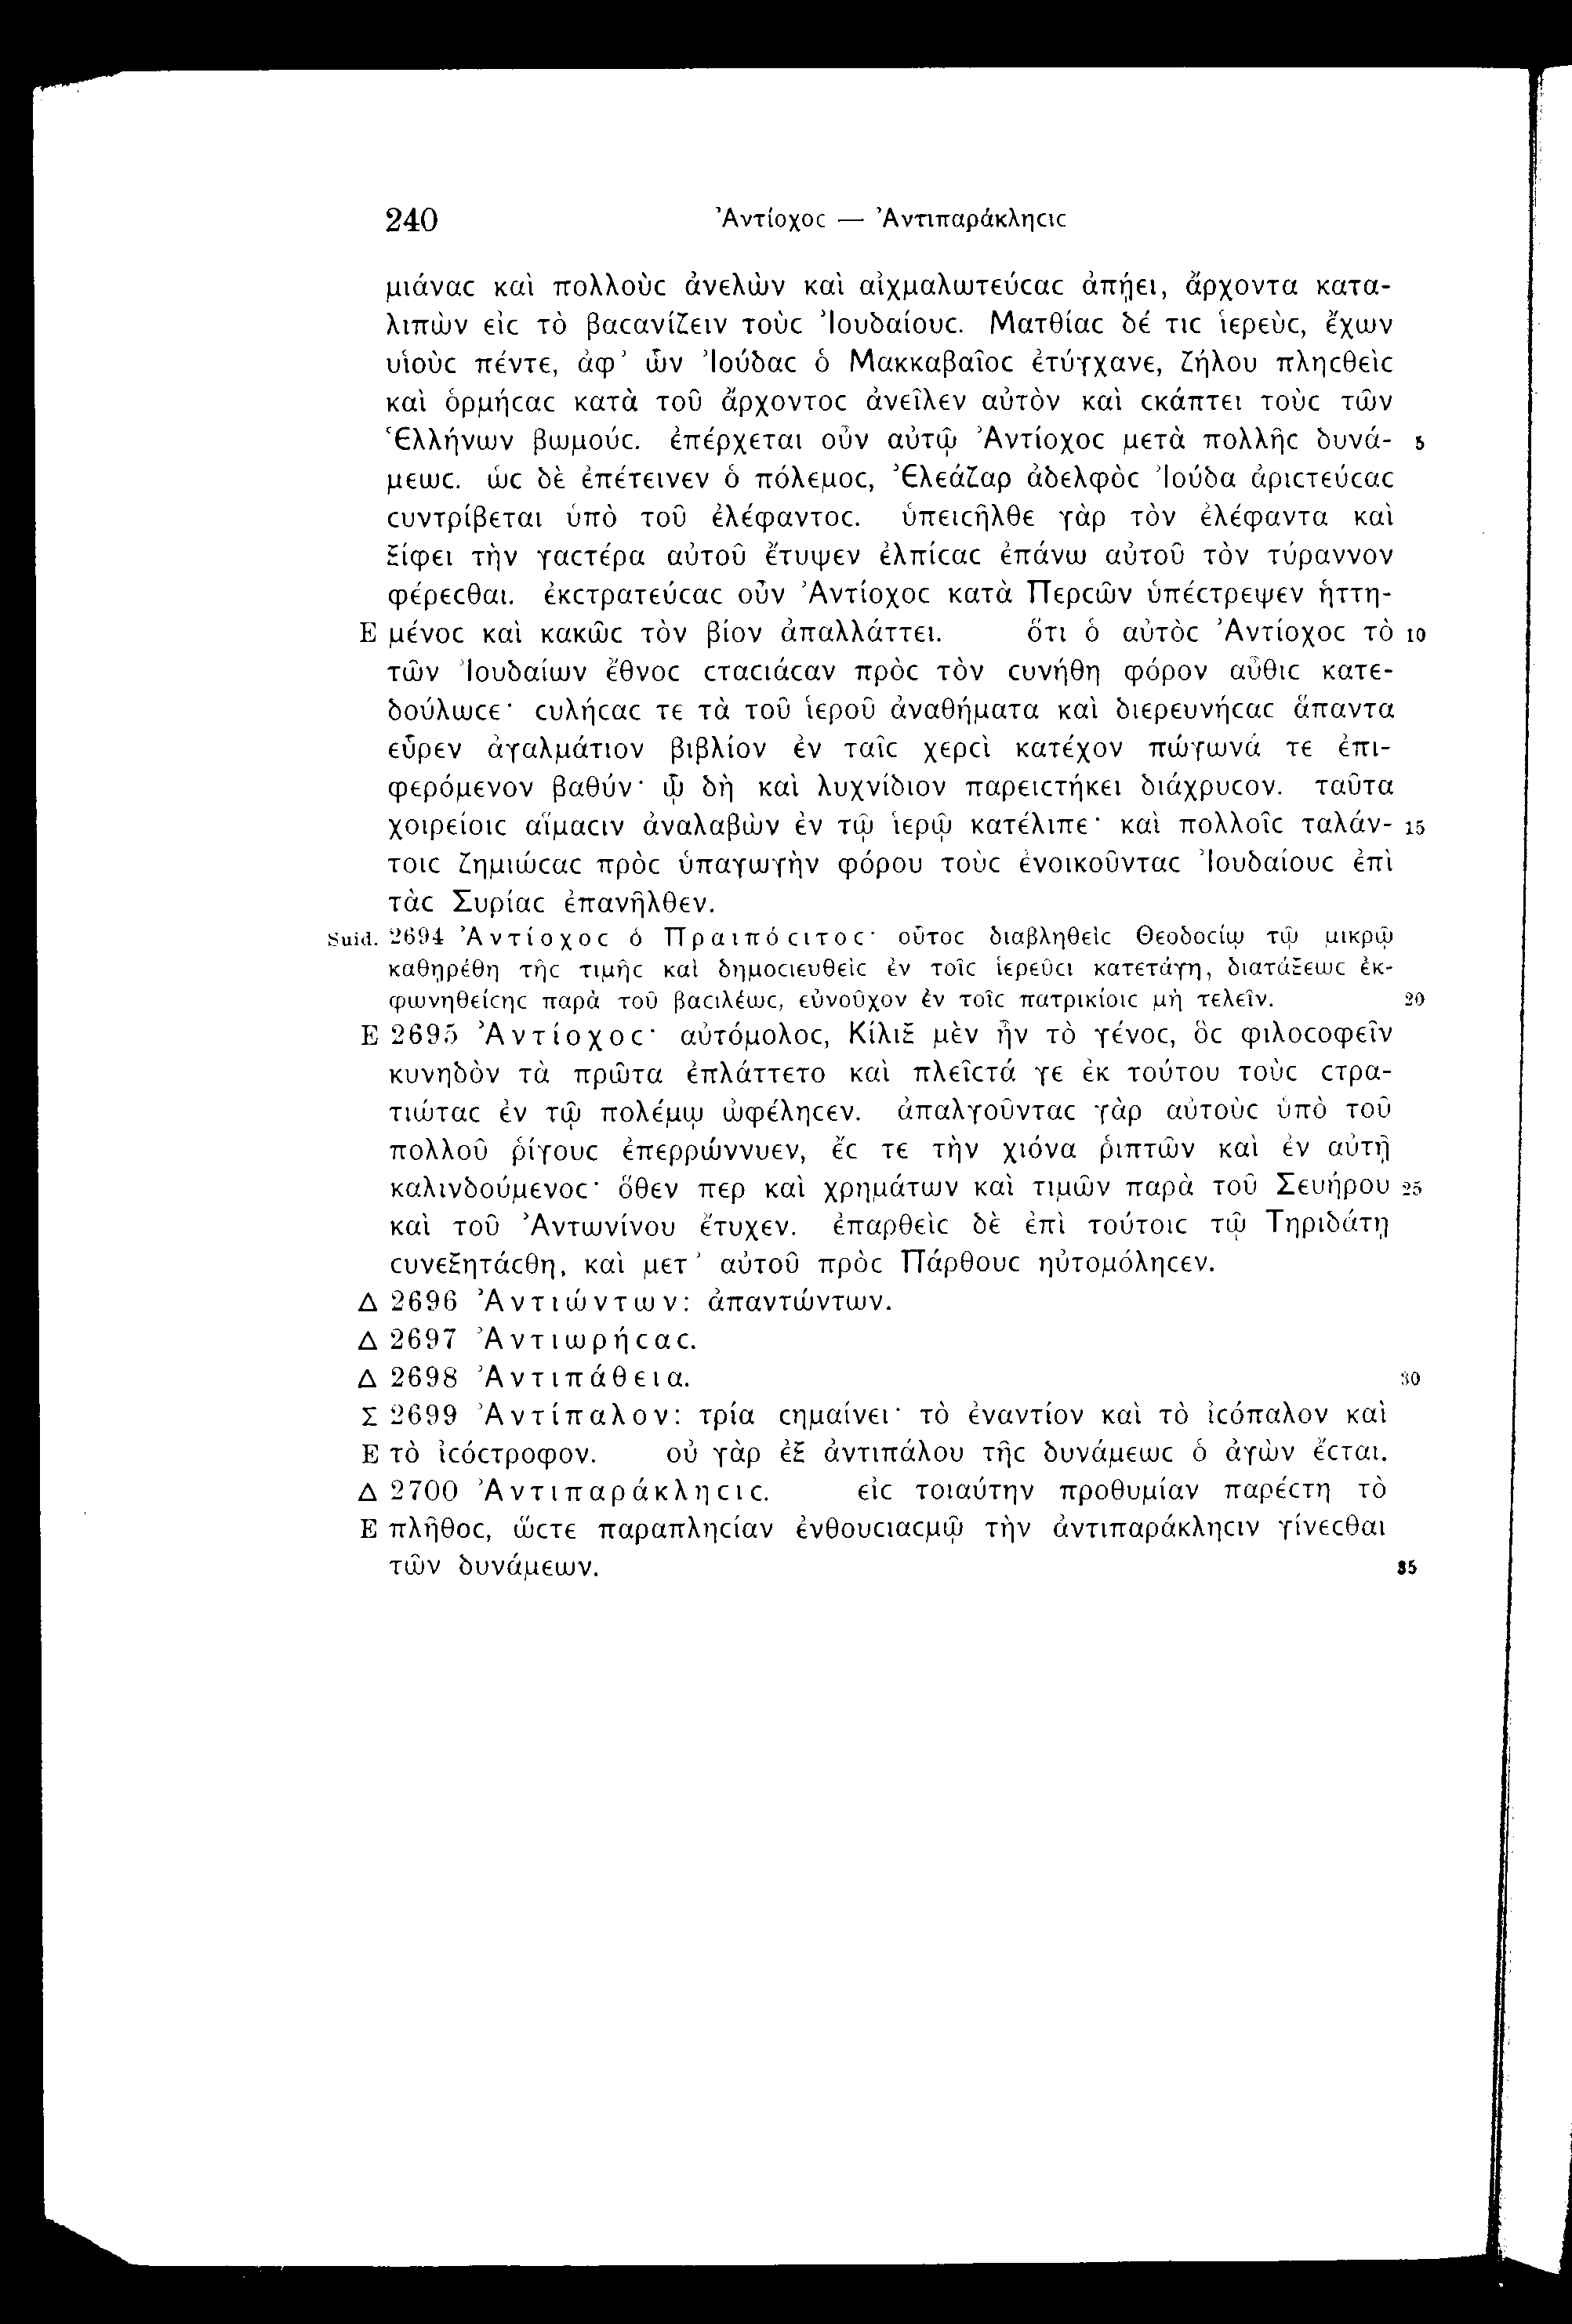 240 Ἀντίοχοϲ — Ἀντιπαράκληϲιϲ
μιάναϲ καὶ πολλοὺϲ ἀνελὼν καὶ αἰχμαλωτεύϲαϲ ἀπῄει, ἄρχοντα κατα-
λιπὼν εἰϲ τὸ βαϲανίζειν τοὺϲ Ἰουδαίουϲ. Ματθίαϲ δέ τιϲ ἱερεύϲ, ἔχων
υἱοὺϲ πέντε, ἀφ’ ὧν Ἰούδαϲ ὁ Μακκαβαῖοϲ ἐτύγχανε, ζήλου πληϲθεὶϲ
καὶ ὁρμήϲαϲ κατὰ τοῦ ἄρχοντοϲ ἀνεῖλεν αὐτὸν καὶ ϲκάπτει τοὺϲ τῶν
Ἑλλήνων βωμούϲ. ἐπέρχεται οὖν αὐτῷ Ἀντίοχοϲ μετὰ πολλῆϲ δυνά- 5
μεωϲ. ὡϲ δὲ ἐπέτεινεν ὁ πόλεμοϲ, Ἐλεάζαρ ἀδελφὸϲ Ἰούδα ἀριϲτεύϲαϲ
ϲυντρίβεται ὑπὸ τοῦ ἐλέφαντοϲ. ὑπειϲῆλθε γὰρ τὸν ἐλέφαντα καὶ
ξίφει τὴν γαϲτέρα αὐτοῦ ἔτυψεν ἐλπίϲαϲ ἐπάνω αὐτοῦ τὸν τύραννον
φέρεϲθαι. ἐκϲτρατεύϲαϲ οὖν Ἀντίοχοϲ κατὰ Περϲῶν ὑπέϲτρεψεν ἡττη-
E μένοϲ καὶ κακῶϲ τὸν βίον ἀπαλλάττει. ὅτι ὁ αὐτὸϲ Ἀντίοχοϲ τὸ 10
τῶν Ἰουδαίων ἔθνοϲ ϲταϲιάϲαν πρὸϲ τὸν ϲυνήθη φόρον αὖθιϲ κατε-
δούλωϲε· ϲυλήϲαϲ τε τὰ τοῦ ἱεροῦ ἀναθήματα καὶ διερευνήϲαϲ ἅπαντα
εὗρεν ἀγαλμάτιον βιβλίον ἐν ταῖϲ χερϲὶ κατέχον πώγωνά τε ἐπι-
φερόμενον βαθύν· ᾧ δὴ καὶ λυχνίδιον παρειϲτήκει διάχρυϲον. ταῦτα
χοιρείοιϲ αἵμαϲιν ἀναλαβὼν ἐν τῷ ἱερῷ κατέλιπε· καὶ πολλοῖϲ ταλάν- 15
τοιϲ ζημιώϲαϲ πρὸϲ ὑπαγωγὴν φόρου τοὺϲ ἐνοικοῦνταϲ Ἰουδαίουϲ ἐπὶ
τὰϲ Συρίαϲ ἐπανῆλθεν.
Suid. 2694 Ἀντίοχοϲ ὁ Πραιπόϲιτοϲ· οὗτοϲ διαβληθεὶϲ Θεοδοϲίῳ τῷ μικρῷ
καθῃρέθη τῆϲ τιμῆϲ καὶ δημοϲιευθεὶϲ ἐν τοῖϲ ἱερεῦϲι κατετάγη, διατάξεωϲ ἐκ-
φωνηθείϲηϲ παρὰ τοῦ βαϲιλέωϲ, εὐνοῦχον ἐν τοῖϲ πατρικίοιϲ μὴ τελεῖν. 20
E 2695 Ἀντίοχοϲ· αὐτόμολοϲ, Κίλιξ μὲν ἦν τὸ γένοϲ, ὃϲ φιλοϲοφεῖν
κυνηδὸν τὰ πρῶτα ἐπλάττετο καὶ πλεῖϲτά γε ἐκ τούτου τοὺϲ ϲτρα-
τιώταϲ ἐν τῷ πολέμῳ ὠφέληϲεν. ἀπαλγοῦνταϲ γὰρ αὐτοὺϲ ὑπὸ τοῦ
πολλοῦ ῥίγουϲ ἐπερρώννυεν, ἔϲ τε τὴν χιόνα ῥιπτῶν καὶ ἐν αὐτῇ
καλινδούμενοϲ· ὅθεν περ καὶ χρημάτων καὶ τιμῶν παρὰ τοῦ Σευήρου 25
καὶ τοῦ Ἀντωνίνου ἔτυχεν. ἐπαρθεὶϲ δὲ ἐπὶ τούτοιϲ τῷ Τηριδάτῃ
ϲυνεξητάϲθη, καὶ μετ’ αὐτοῦ πρὸϲ Πάρθουϲ ηὐτομόληϲεν.
Δ 2696 Ἀντιώντων: ἀπαντώντων.
Δ 2697 Ἀντιωρήϲαϲ.
Δ 2698 Ἀντιπάθεια. 30
Σ 2699 Ἀντίπαλον: τρία ϲημαίνει· τὸ ἐναντίον καὶ τὸ ἰϲόπαλον καὶ
E τὸ ἰϲόϲτροφον. οὐ γὰρ ἐξ ἀντιπάλου τῆϲ δυνάμεωϲ ὁ ἀγὼν ἔϲται.
Δ 2700 Ἀντιπαράκληϲιϲ. εἰϲ τοιαύτην προθυμίαν παρέϲτη τὸ
E πλῆθοϲ, ὥϲτε παραπληϲίαν ἐνθουϲιαϲμῷ τὴν ἀντιπαράκληϲιν γίνεϲθαι
τῶν δυνάμεων. 35